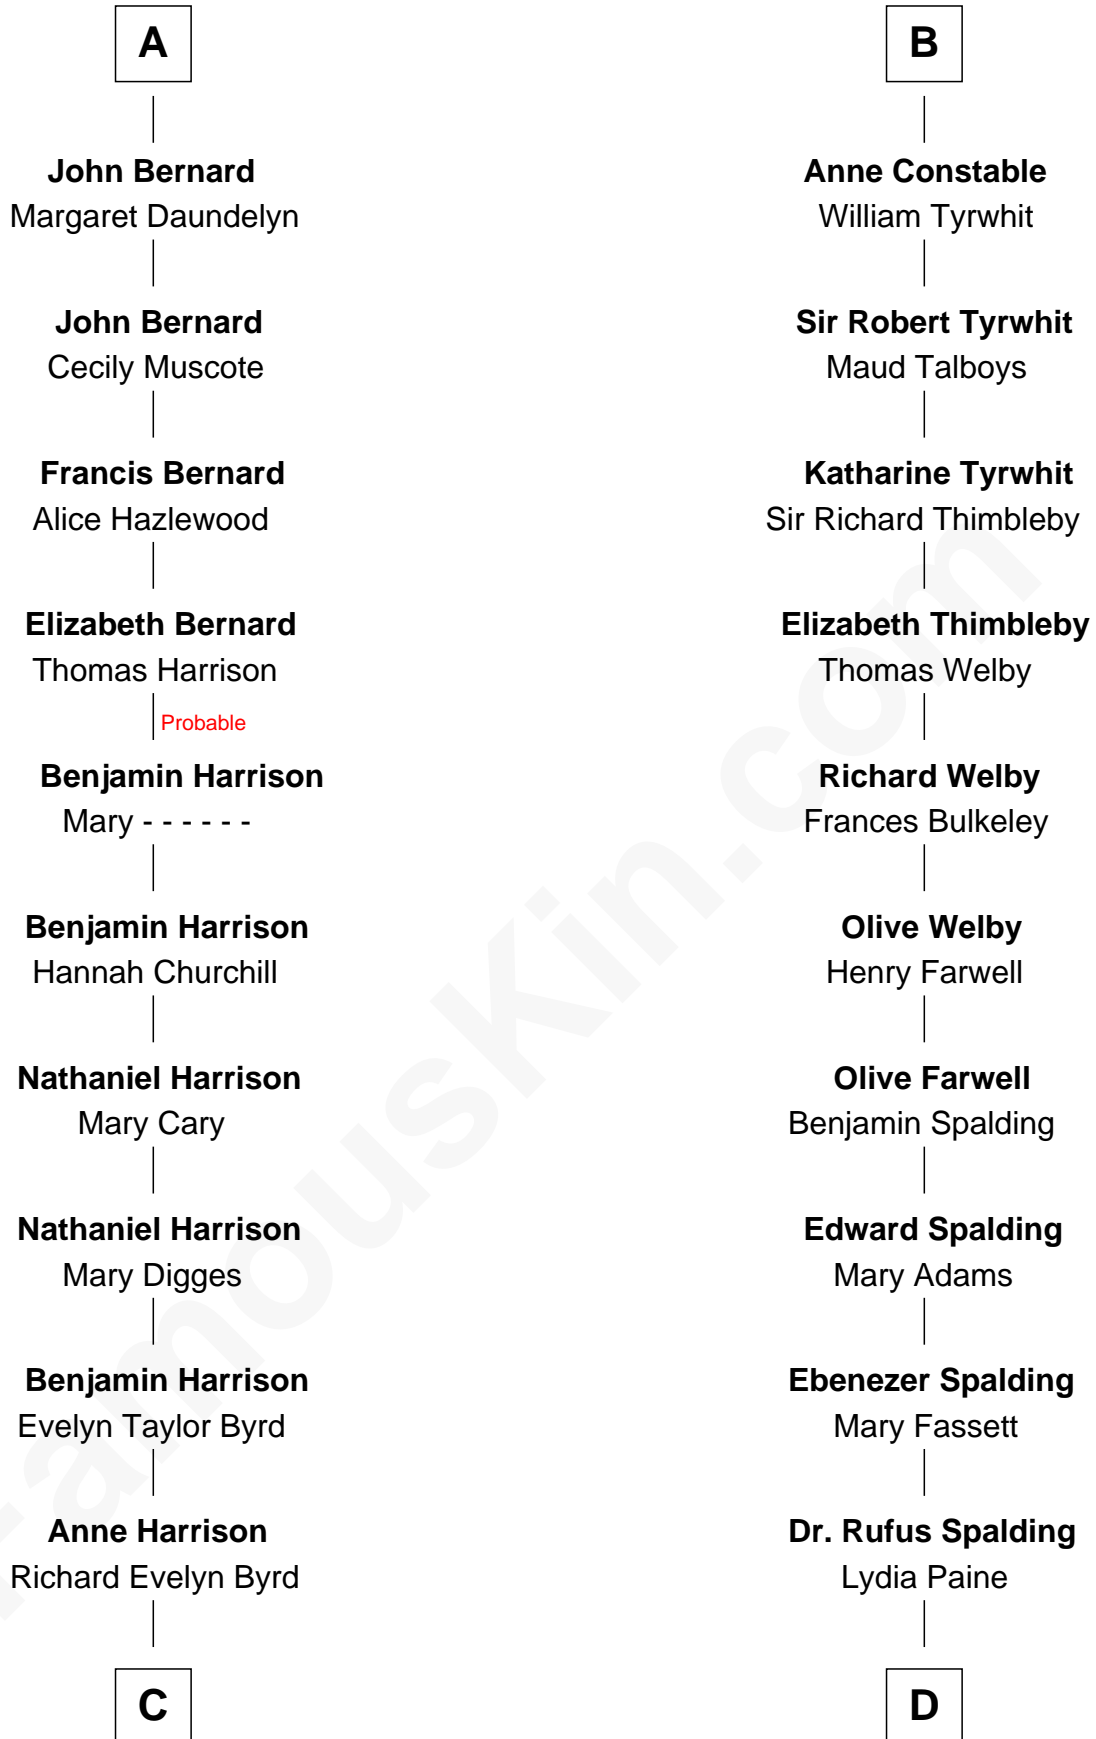 A
John Bernard
Margaret Daundelyn
John Bernard
Cecily Muscote
Francis Bernard
Alice Hazlewood
Elizabeth Bernard
Thomas Harrison
Probable
Benjamin Harrison
Mary - - - - - -
Benjamin Harrison
Hannah Churchill
Nathaniel Harrison
Mary Cary
Nathaniel Harrison
Mary Digges
Benjamin Harrison
Evelyn Taylor Byrd
Anne Harrison
Richard Evelyn Byrd
C
B
Anne Constable
William Tyrwhit
Sir Robert Tyrwhit
Maud Talboys
Katharine Tyrwhit
Sir Richard Thimbleby
Elizabeth Thimbleby
Thomas Welby
Richard Welby
Frances Bulkeley
Olive Welby
Henry Farwell
Olive Farwell
Benjamin Spalding
Edward Spalding
Mary Adams
Ebenezer Spalding
Mary Fassett
Dr. Rufus Spalding
Lydia Paine
D
FamousKin.com